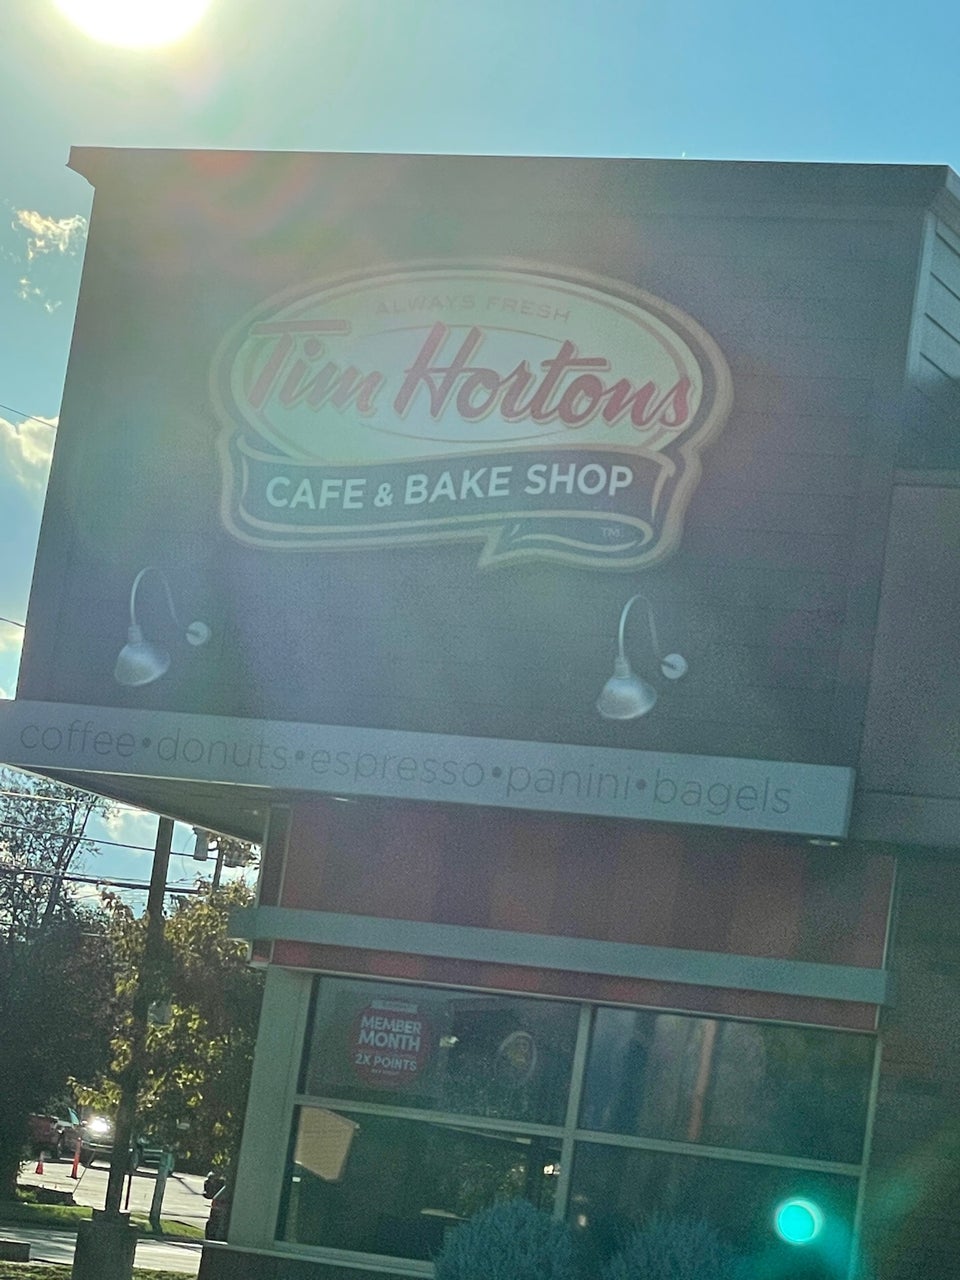 ALWAYS FRESH
Tim Hortons
CAFE & BAKE SHOP
TM
coffee•donuts•espresso•panini•bagels
MEMBER
MONTH
2X POINTS